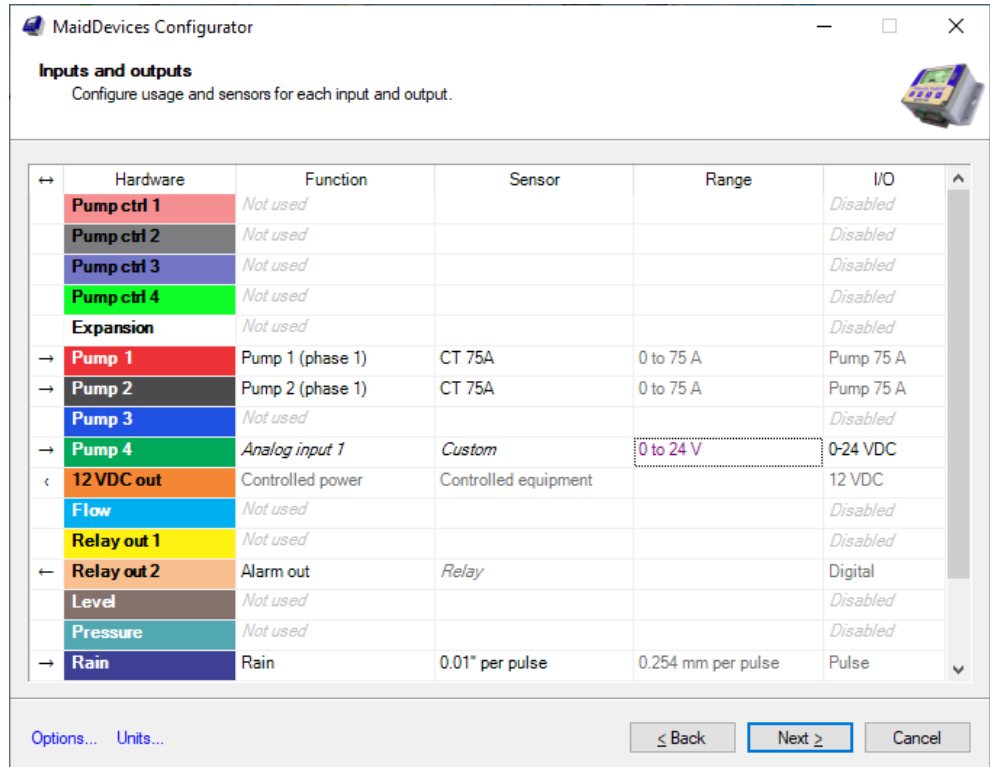 MaidDevices Configurator
Inputs and outputs
Configure usage and sensors for each input and output.
↔ Hardware Function Sensor Range I/O
Pump ctrl 1 Not used Disabled
Pump ctrl 2 Not used Disabled
Pump ctrl 3 Not used Disabled
Pump ctrl 4 Not used Disabled
Expansion Not used Disabled
→ Pump 1 Pump 1 (phase 1) CT 75A 0 to 75 A Pump 75 A
→ Pump 2 Pump 2 (phase 1) CT 75A 0 to 75 A Pump 75 A
Pump 3 Not used Disabled
→ Pump 4 Analog input 1 Custom 0 to 24 V 0-24 VDC
‹ 12 VDC out Controlled power Controlled equipment 12 VDC
Flow Not used Disabled
Relay out 1 Not used Disabled
← Relay out 2 Alarm out Relay Digital
Level Not used Disabled
Pressure Not used Disabled
→ Rain Rain 0.01" per pulse 0.254 mm per pulse Pulse
Options... Units... < Back Next > Cancel